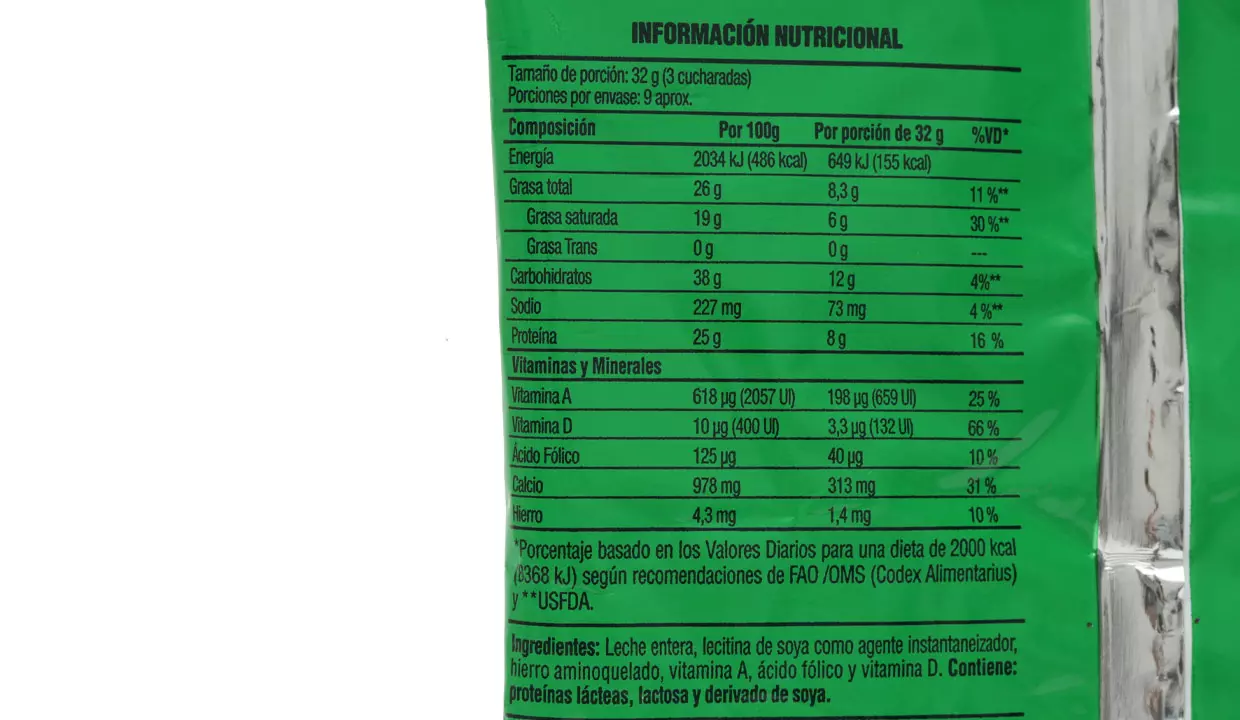 INFORMACIÓN NUTRICIONAL
Tamaño de porción: 32 g (3 cucharadas)
Porciones por envase: 9 aprox.
Composición Por 100g Por porción de 32 g %VD*
Energía 2034 kJ (486 kcal) 649 kJ (155 kcal)
Grasa total 26 g 8,3 g 11 %**
Grasa saturada 19 g 6 g 30 %**
Grasa Trans 0 g 0 g ---
Carbohidratos 38 g 12 g 4%**
Sodio 227 mg 73 mg 4 %**
Proteína 25 g 8 g 16 %
Vitaminas y Minerales
Vitamina A 618 µg (2057 UI) 198 µg (659 UI) 25 %
Vitamina D 10 µg (400 UI) 3,3 µg (132 UI) 66 %
Ácido Fólico 125 µg 40 µg 10 %
Calcio 978 mg 313 mg 31 %
Hierro 4,3 mg 1,4 mg 10 %
*Porcentaje basado en los Valores Diarios para una dieta de 2000 kcal
(8368 kJ) según recomendaciones de FAO /OMS (Codex Alimentarius)
y **USFDA.
Ingredientes: Leche entera, lecitina de soya como agente instantaneizador,
hierro aminoquelado, vitamina A, ácido fólico y vitamina D. Contiene:
proteínas lácteas, lactosa y derivado de soya.